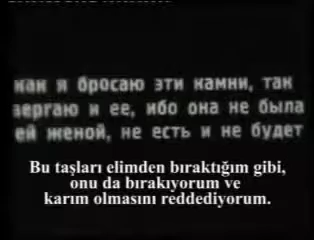 как я бросаю эти камни, так
вергаю и ее, ибо она не была
ей женой, не есть и не будет
Bu taşları elimden bıraktığım gibi,
onu da bırakıyorum ve
karım olmasını reddediyorum.